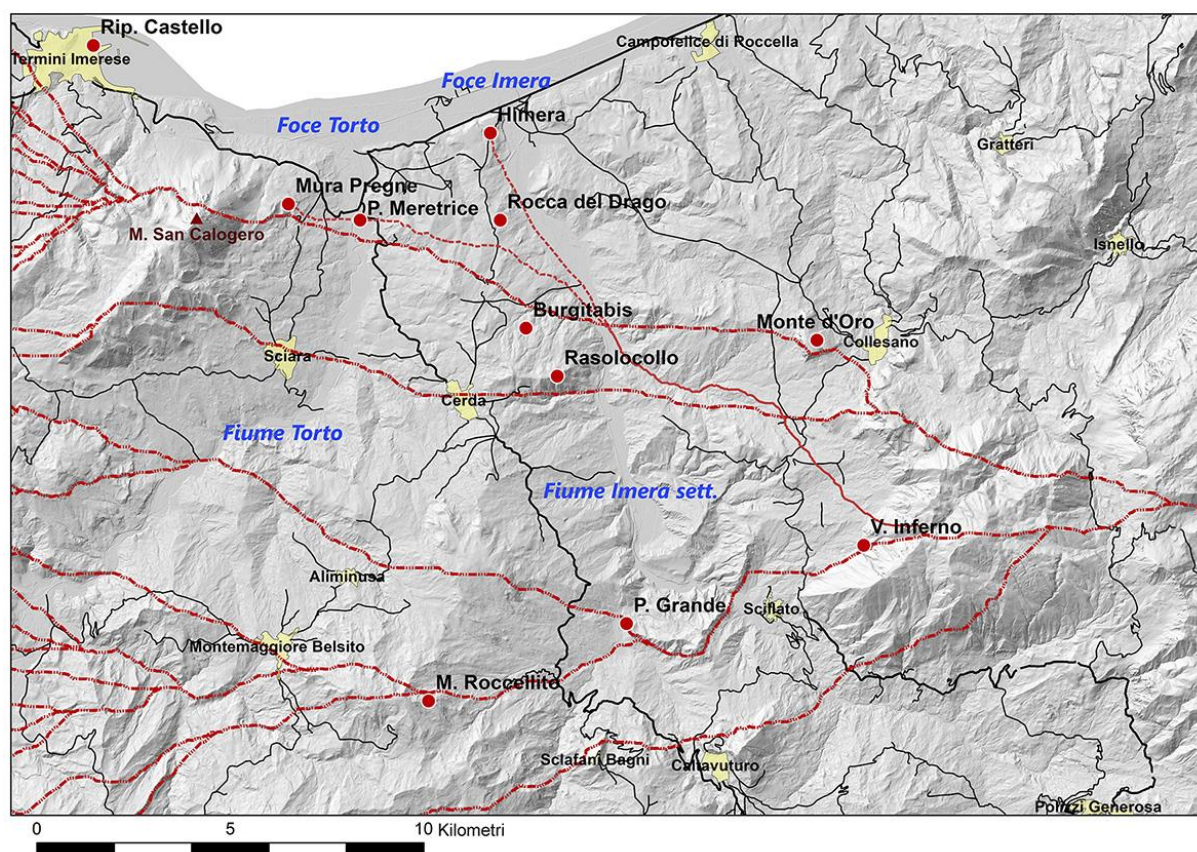 Rip. Castello
Termini Imerese
Campofelice di Roccella
Foce Imera
Foce Torto
Himera
Gratteri
Mura Pregne
P. Meretrice
Rocca del Drago
M. San Calogero
Isnello
Burgitabis
Monte d'Oro
Collesano
Sciara
Rasolocollo
Cerda
Fiume Torto
Fiume Imera sett.
V. Inferno
Aliminusa
P. Grande
Scillato
Montemaggiore Belsito
M. Roccellito
Sclafani Bagni
Caltavuturo
Polizzi Generosa
0 5 10 Kilometri